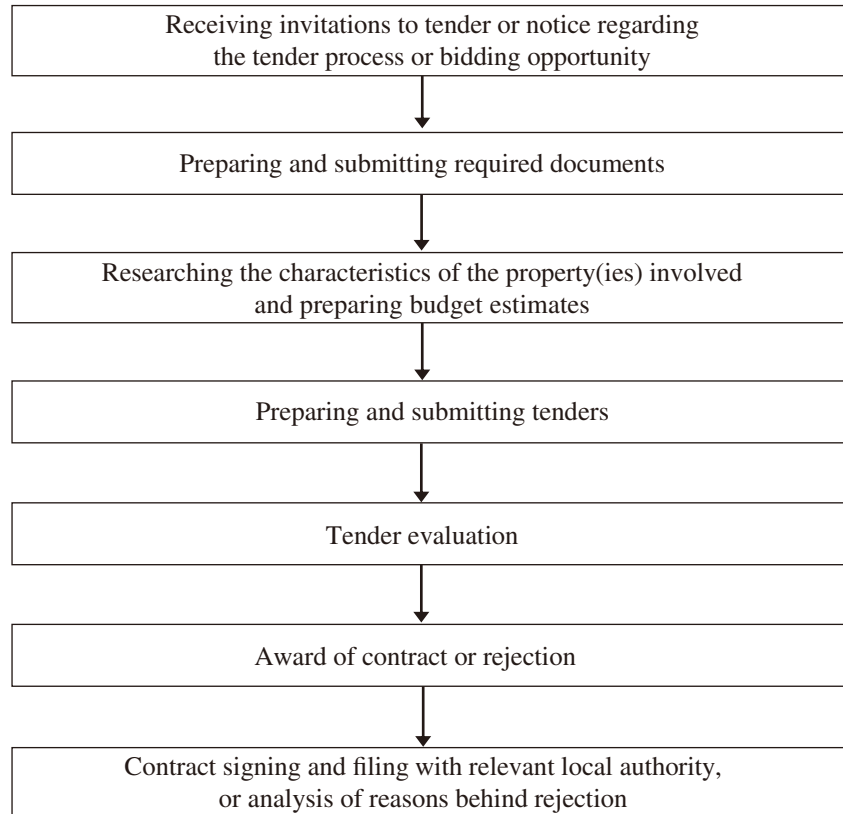 Receiving invitations to tender or notice regarding
the tender process or bidding opportunity
Preparing and submitting required documents
Researching the characteristics of the property(ies) involved
and preparing budget estimates
Preparing and submitting tenders
Tender evaluation
Award of contract or rejection
Contract signing and filing with relevant local authority,
or analysis of reasons behind rejection